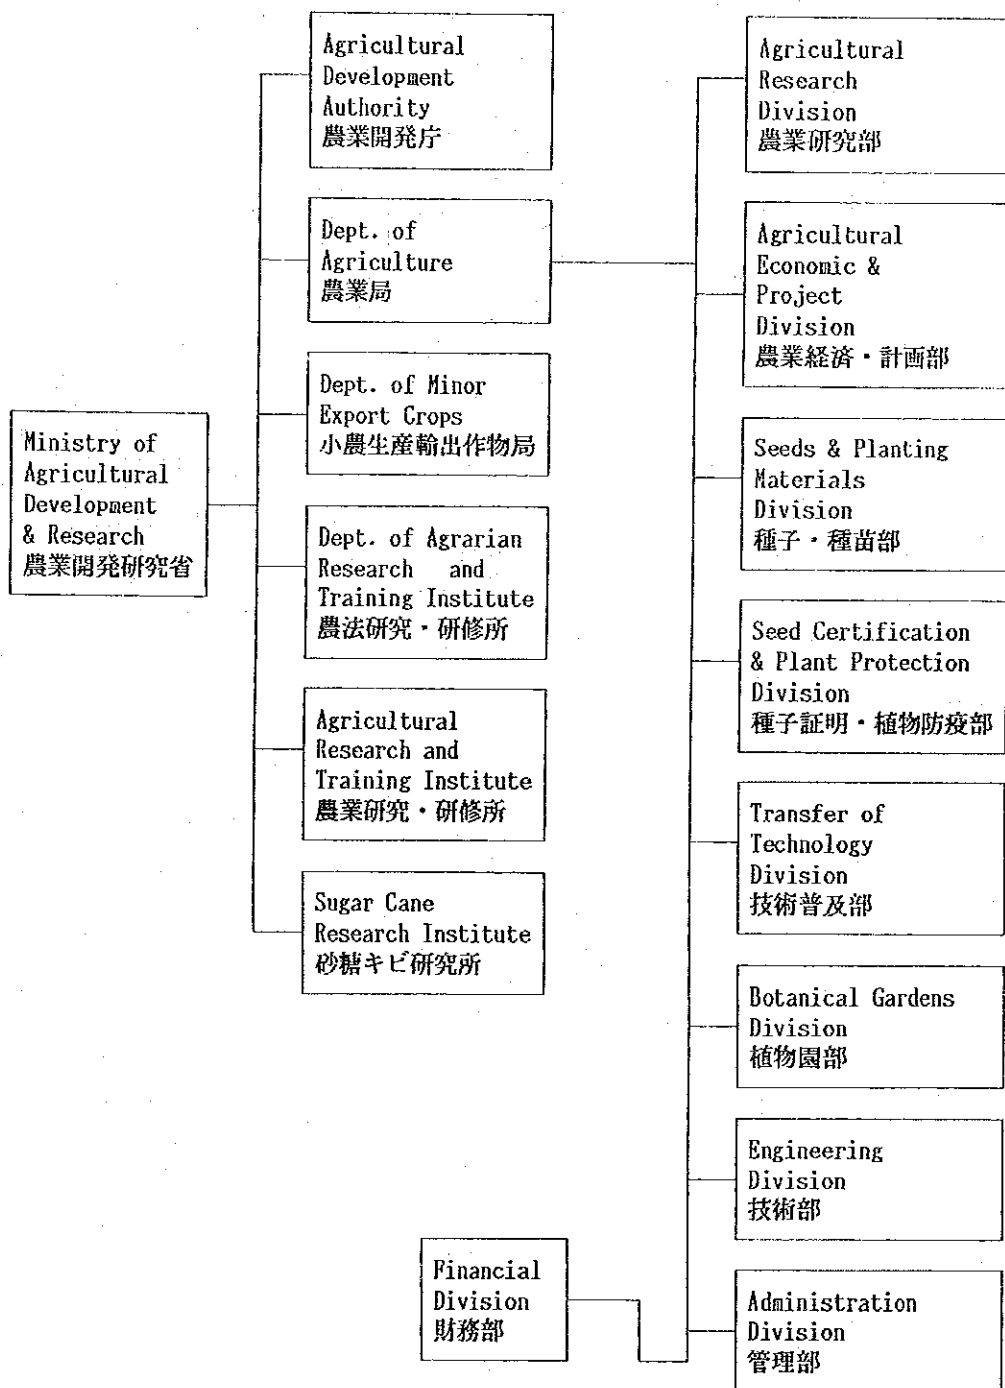 Ministry of
Agricultural
Development
& Research
農業開発研究省
Agricultural
Development
Authority
農業開発庁
Dept. of
Agriculture
農業局
Dept. of Minor
Export Crops
小農生産輸出作物局
Dept. of Agrarian
Research and
Training Institute
農法研究・研修所
Agricultural
Research and
Training Institute
農業研究・研修所
Sugar Cane
Research Institute
砂糖キビ研究所
Agricultural
Research
Division
農業研究部
Agricultural
Economic &
Project
Division
農業経済・計画部
Seeds & Planting
Materials
Division
種子・種苗部
Seed Certification
& Plant Protection
Division
種子証明・植物防疫部
Transfer of
Technology
Division
技術普及部
Botanical Gardens
Division
植物園部
Engineering
Division
技術部
Administration
Division
管理部
Financial
Division
財務部